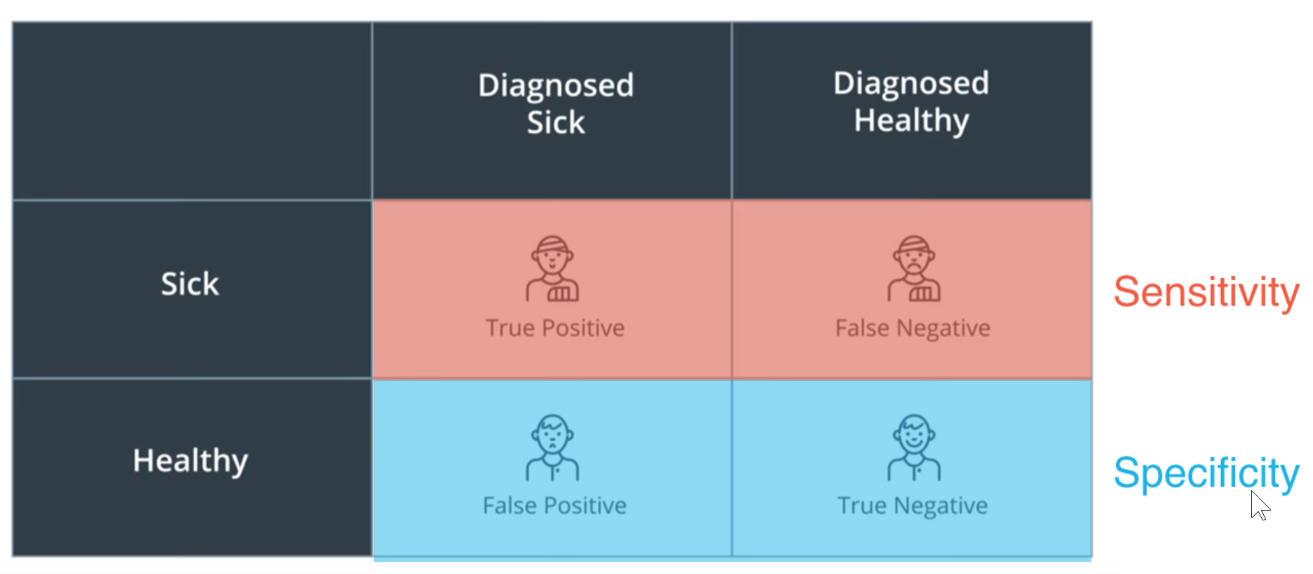 Diagnosed
Sick
Diagnosed
Healthy
Sick
True Positive
False Negative
Sensitivity
Healthy
False Positive
True Negative
Specificity